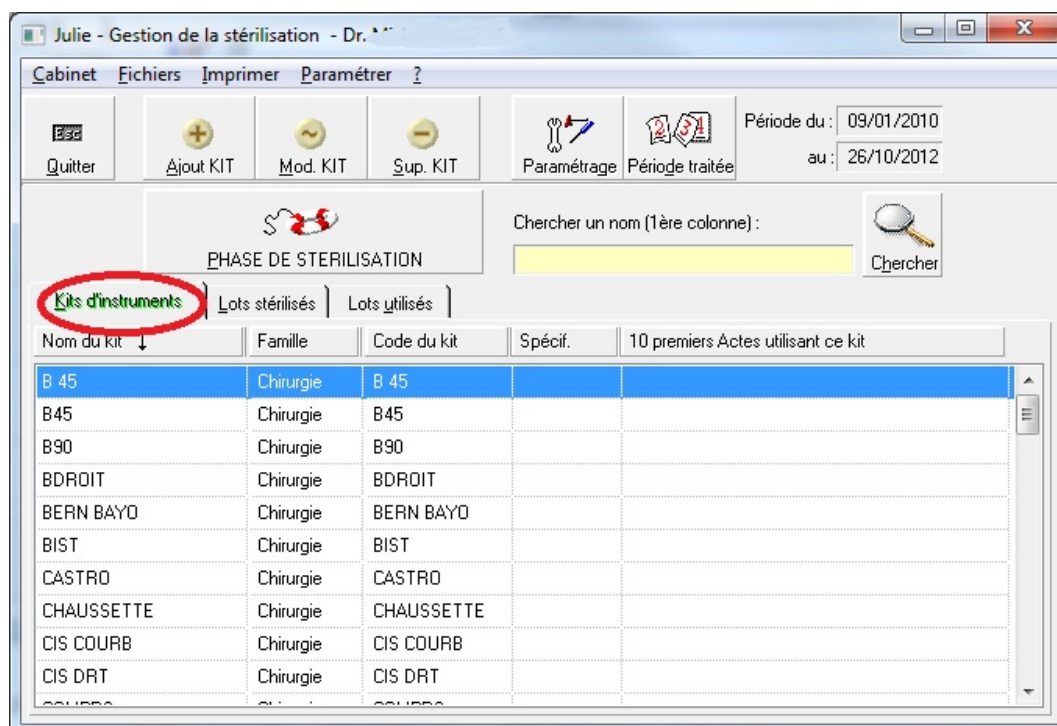 Julie - Gestion de la stérilisation - Dr.
Cabinet Fichiers Imprimer Paramétrer ?
Esc
Quitter
Ajout KIT
Mod. KIT
Sup. KIT
Paramétrage
Période traitée
Période du : 09/01/2010
au : 26/10/2012
PHASE DE STERILISATION
Chercher un nom (1ère colonne) :
Chercher
Kits d'instruments Lots stérilisés Lots utilisés
Nom du kit ↓ Famille Code du kit Spécif. 10 premiers Actes utilisant ce kit
B 45 Chirurgie B 45
B45 Chirurgie B45
B90 Chirurgie B90
BDROIT Chirurgie BDROIT
BERN BAYO Chirurgie BERN BAYO
BIST Chirurgie BIST
CASTRO Chirurgie CASTRO
CHAUSSETTE Chirurgie CHAUSSETTE
CIS COURB Chirurgie CIS COURB
CIS DRT Chirurgie CIS DRT